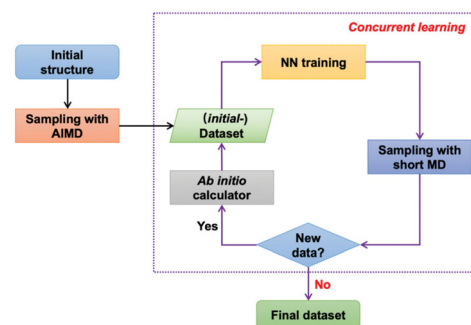 Concurrent learning
Initial
structure
NN training
Sampling with
AIMD
(initial-)
Dataset
Sampling with
short MD
Ab initio
calculator
Yes
New
data?
No
Final dataset